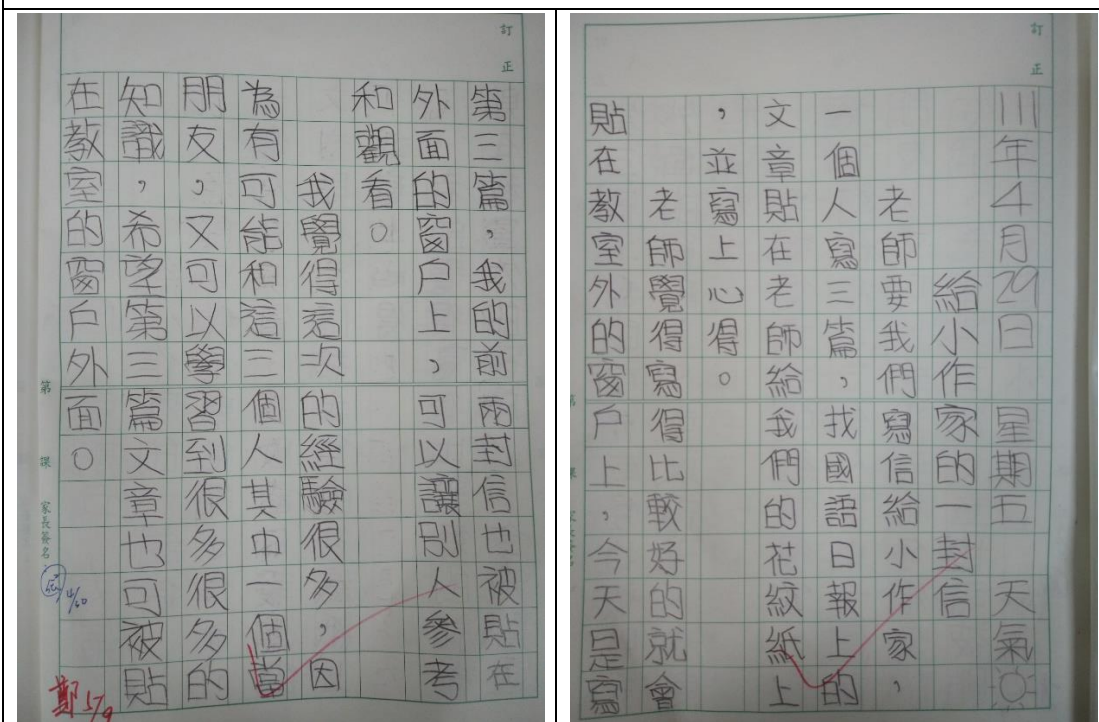 訂正
111年4月29日 星期五 天氣
給小作家的一封信
老師要我們寫信給小作家，
一個人寫三篇，找國語日報上的
文章貼在老師給我們的花紋紙上
，並寫上心得。
老師覺得寫得比較好的就會
貼在教室外的窗戶上，今天是寫
訂正
第三篇，我的前兩封信也被貼在
外面的窗戶上，可以讓別人參考
和觀看。
我覺得這次的經驗很多，因
為有可能和這三個人其中一個當
朋友，又可以學習到很多很多的
知識，希望第三篇文章也可被貼
在教室的窗戶外面。
第 課 家長簽名
鄭 5/9